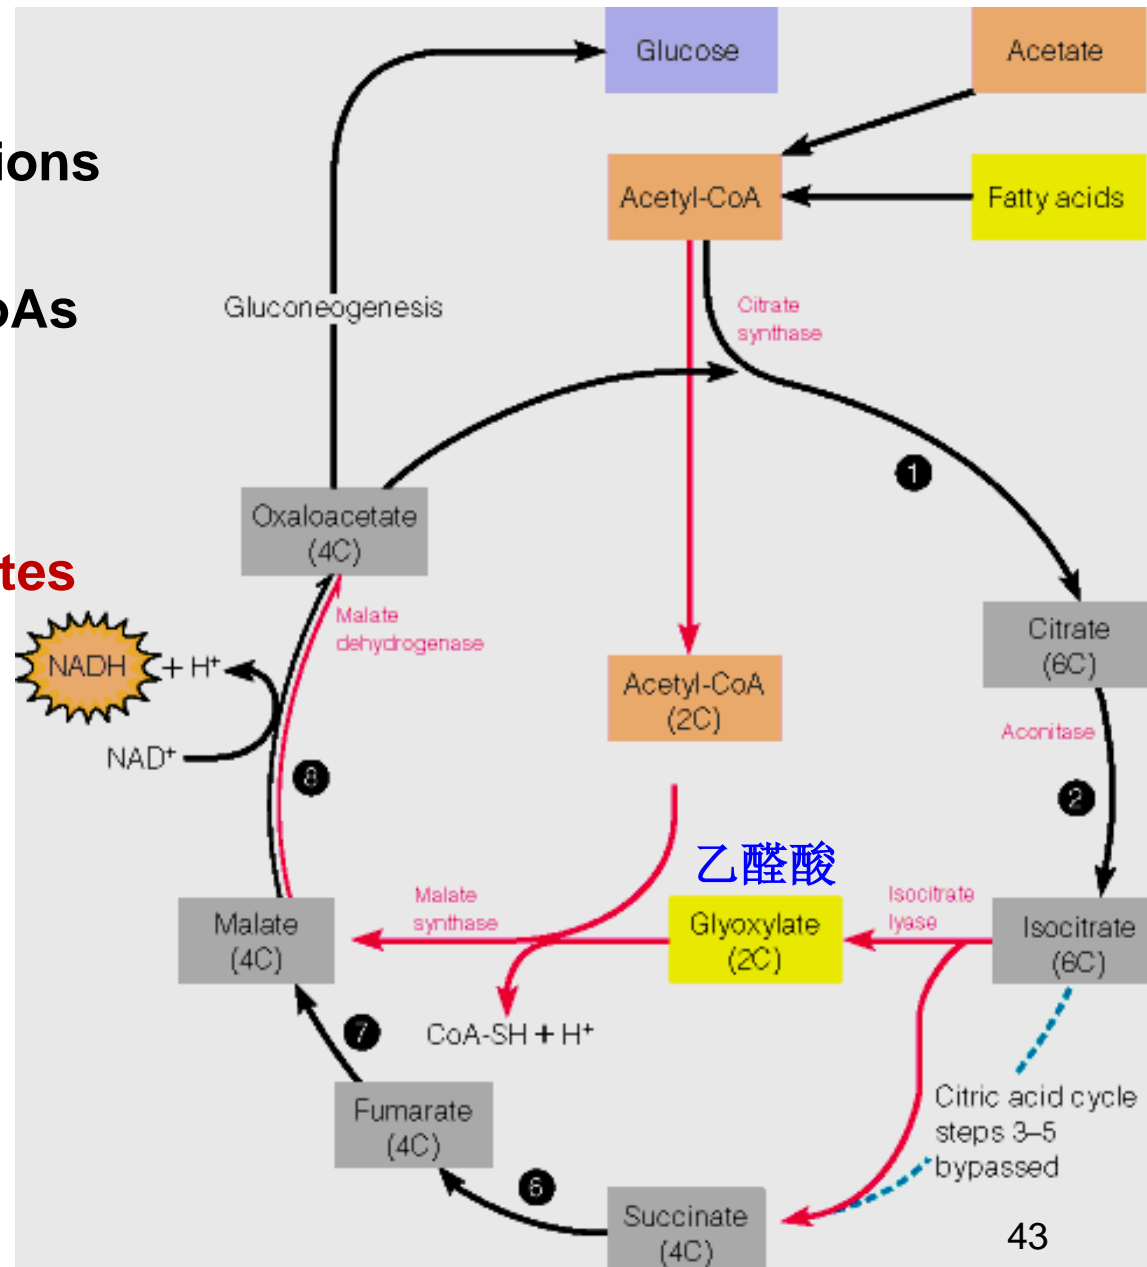 Glucose
Acetate
ions
Acetyl-CoA
Fatty acids
oAs
Gluconeogenesis
Citrate
synthase
1
Oxaloacetate
(4C)
tes
Malate
dehydrogenase
Citrate
(6C)
NADH + H⁺
Acetyl-CoA
(2C)
Aconitase
NAD⁺
8
2
乙醛酸
Malate
synthase
Isocitrate
lyase
Malate
(4C)
Glyoxylate
(2C)
Isocitrate
(6C)
7
CoA-SH + H⁺
Fumarate
(4C)
Citric acid cycle
steps 3–5
bypassed
6
Succinate
(4C)
43